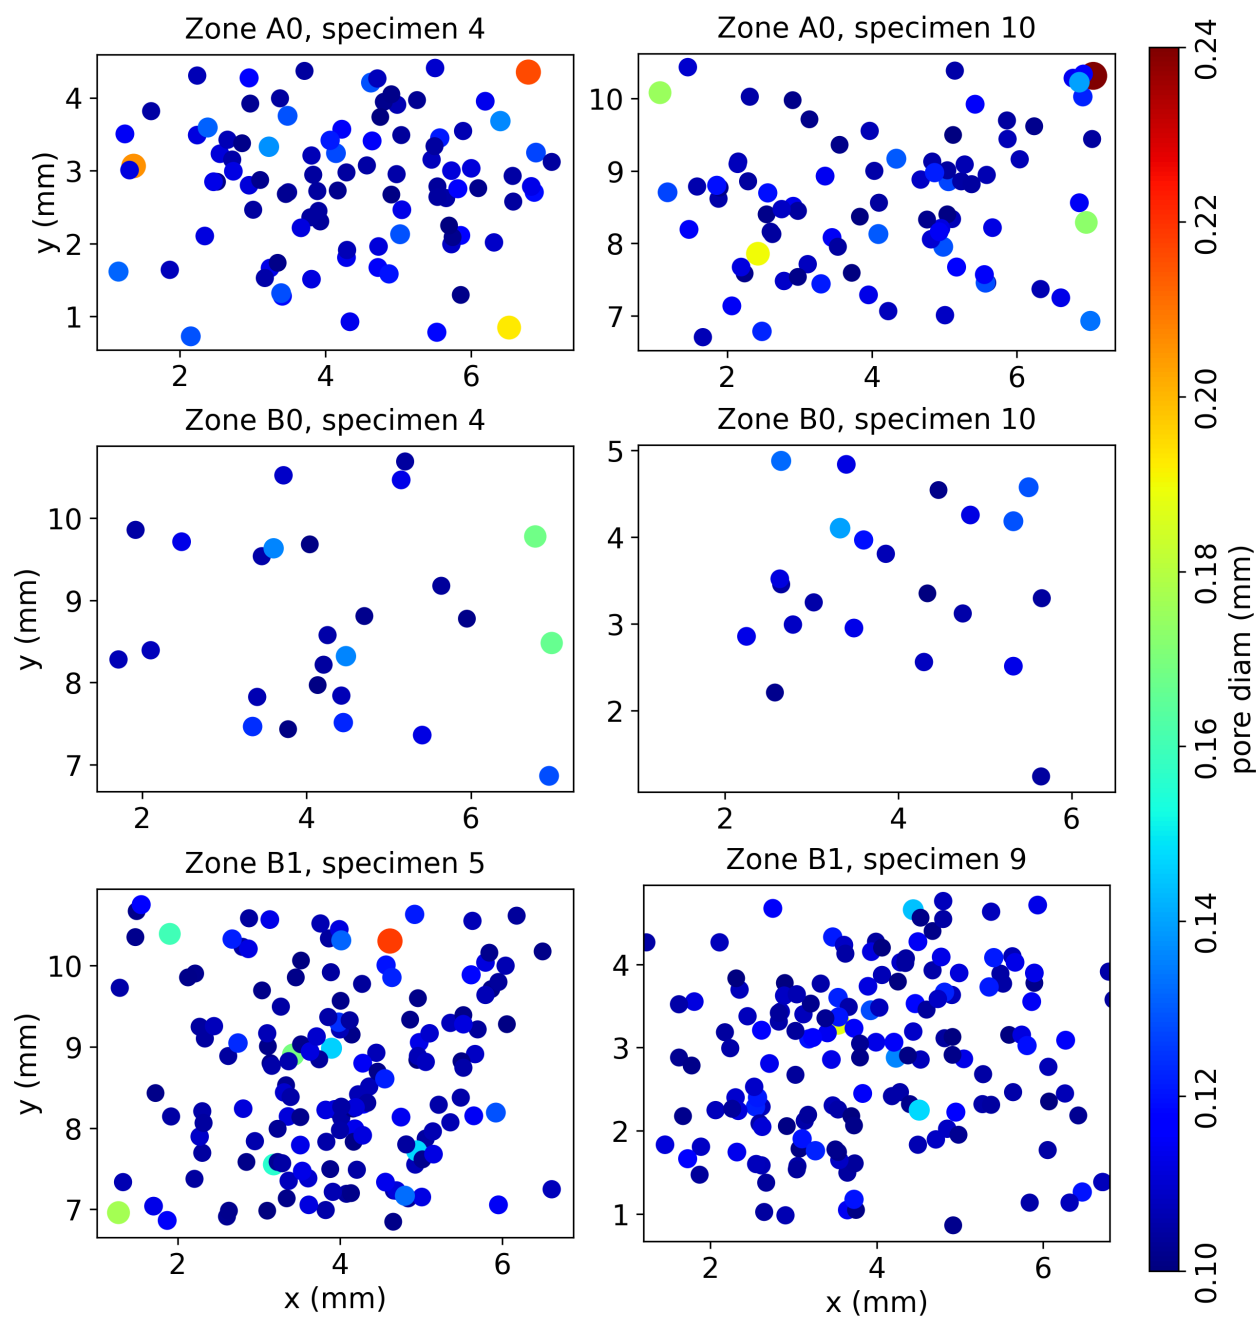 Zone A0, specimen 4
Zone A0, specimen 10
y (mm)
4
3
2
1
2 4 6
10
9
8
7
2 4 6
Zone B0, specimen 4
Zone B0, specimen 10
y (mm)
10
9
8
7
2 4 6
5
4
3
2
2 4 6
Zone B1, specimen 5
Zone B1, specimen 9
y (mm)
10
9
8
7
2 4 6
x (mm)
4
3
2
1
2 4 6
x (mm)
0.24
0.22
0.20
0.18
0.16
0.14
0.12
0.10
pore diam (mm)